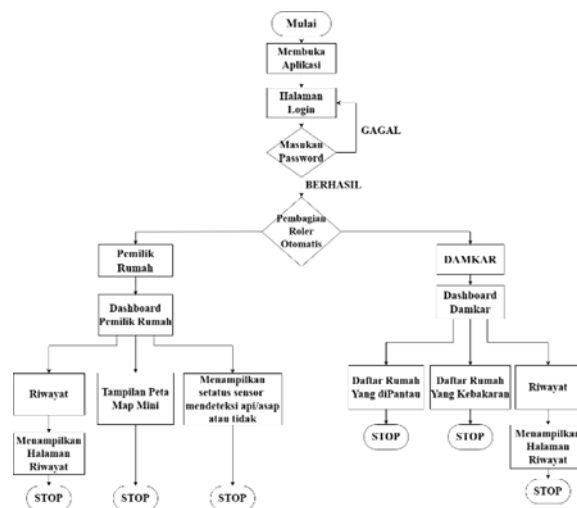 Mulai
Membuka
Aplikasi
Halaman
Login
GAGAL
Masukan
Password
BERHASIL
Pembagian
Roler
Otomatis
Pemilik
Rumah
DAMKAR
Dashboard
Pemilik Rumah
Dashboard
Damkar
Riwayat
Tampilan Peta
Map Mini
Menampilkan
setatus sensor
mendeteksi api/asap
atau tidak
Daftar Rumah
Yang diPantau
Daftar Rumah
Yang Kebakaran
Riwayat
Menampilkan
Halaman
Riwayat
STOP
STOP
Menampilkan
Halaman
Riwayat
STOP
STOP
STOP
STOP